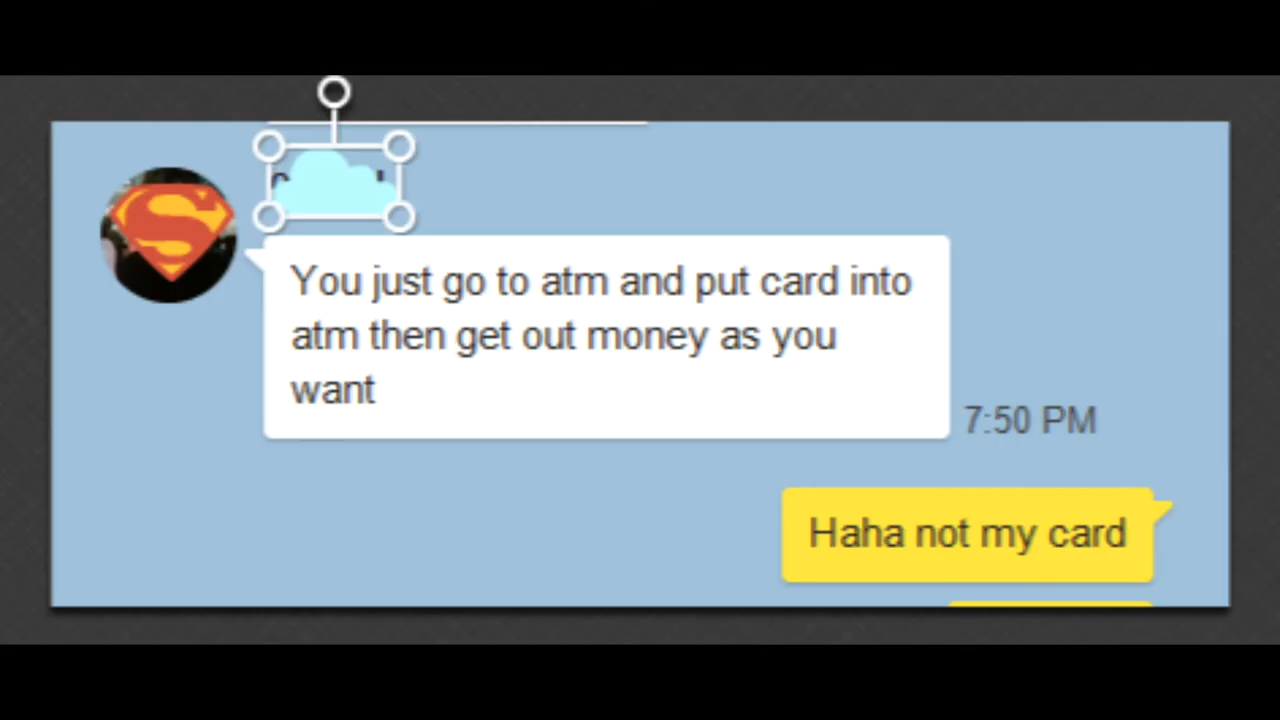 You just go to atm and put card into
atm then get out money as you
want
7:50 PM
Haha not my card